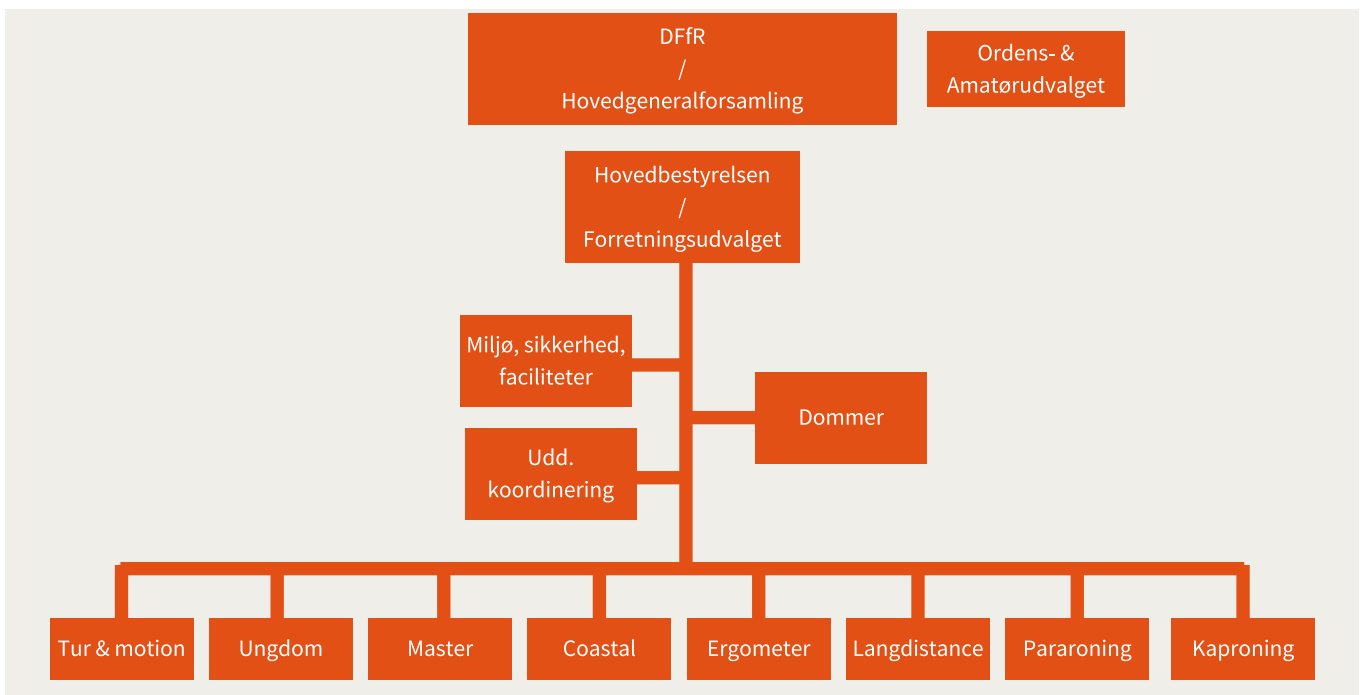 DFfR
/
Hovedgeneralforsamling
Ordens- &
Amatørudvalget
Hovedbestyrelsen
/
Forretningsudvalget
Miljø, sikkerhed,
faciliteter
Dommer
Udd.
koordinering
Tur & motion
Ungdom
Master
Coastal
Ergometer
Langdistance
Pararoning
Kaproning